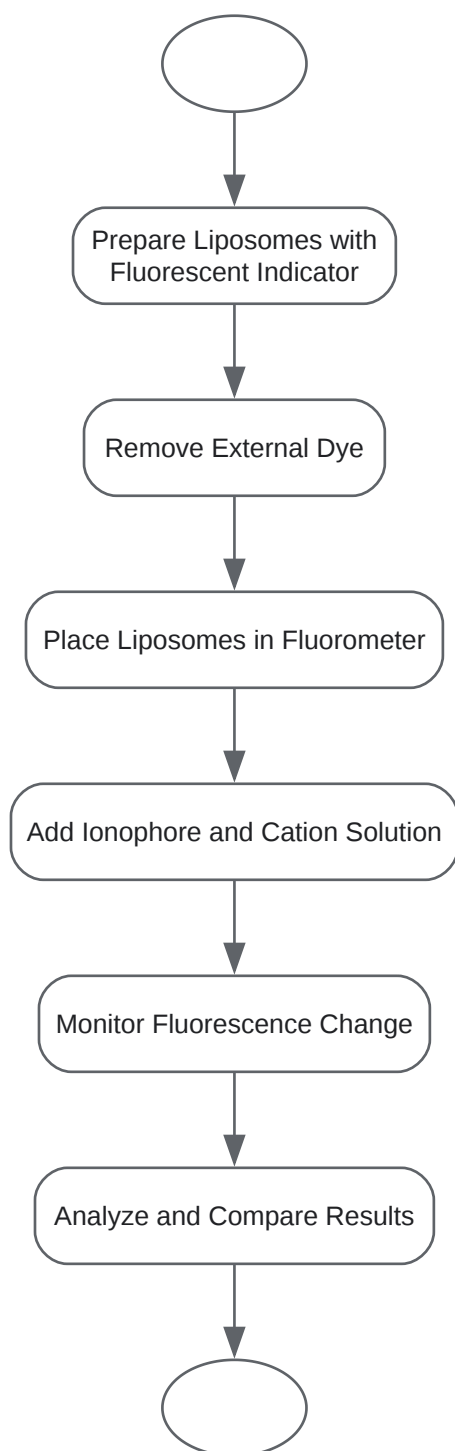 Prepare Liposomes with
Fluorescent Indicator
Remove External Dye
Place Liposomes in Fluorometer
Add Ionophore and Cation Solution
Monitor Fluorescence Change
Analyze and Compare Results